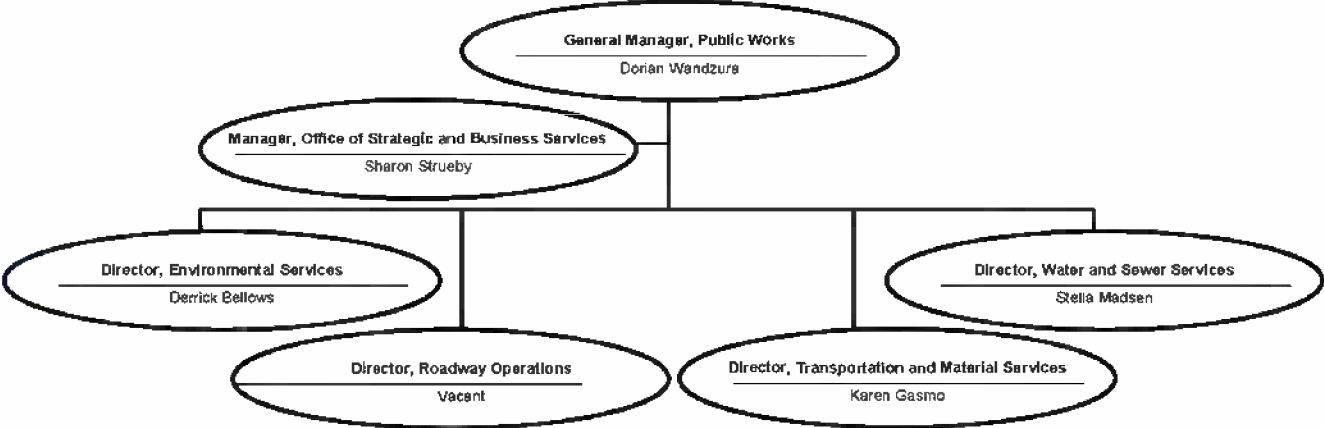 General Manager, Public Works
Dorian Wandzura
Manager, Office of Strategic and Business Services
Sharon Strueby
Director, Environmental Services
Derrick Bellows
Director, Water and Sewer Services
Stella Madsen
Director, Roadway Operations
Vacant
Director, Transportation and Material Services
Karen Gasmo